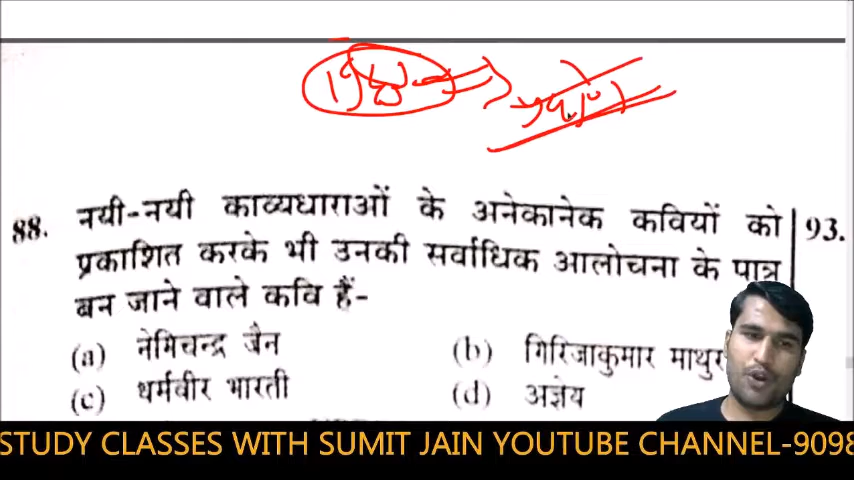 88. नयी-नयी काव्यधाराओं के अनेकानेक कवियों को 93.
प्रकाशित करके भी उनकी सर्वाधिक आलोचना के पात्र
बन जाने वाले कवि हैं-
(a) नेमिचन्द्र जैन (b) गिरिजाकुमार माथुर
(c) धर्मवीर भारती (d) अज्ञेय
STUDY CLASSES WITH SUMIT JAIN YOUTUBE CHANNEL-9098